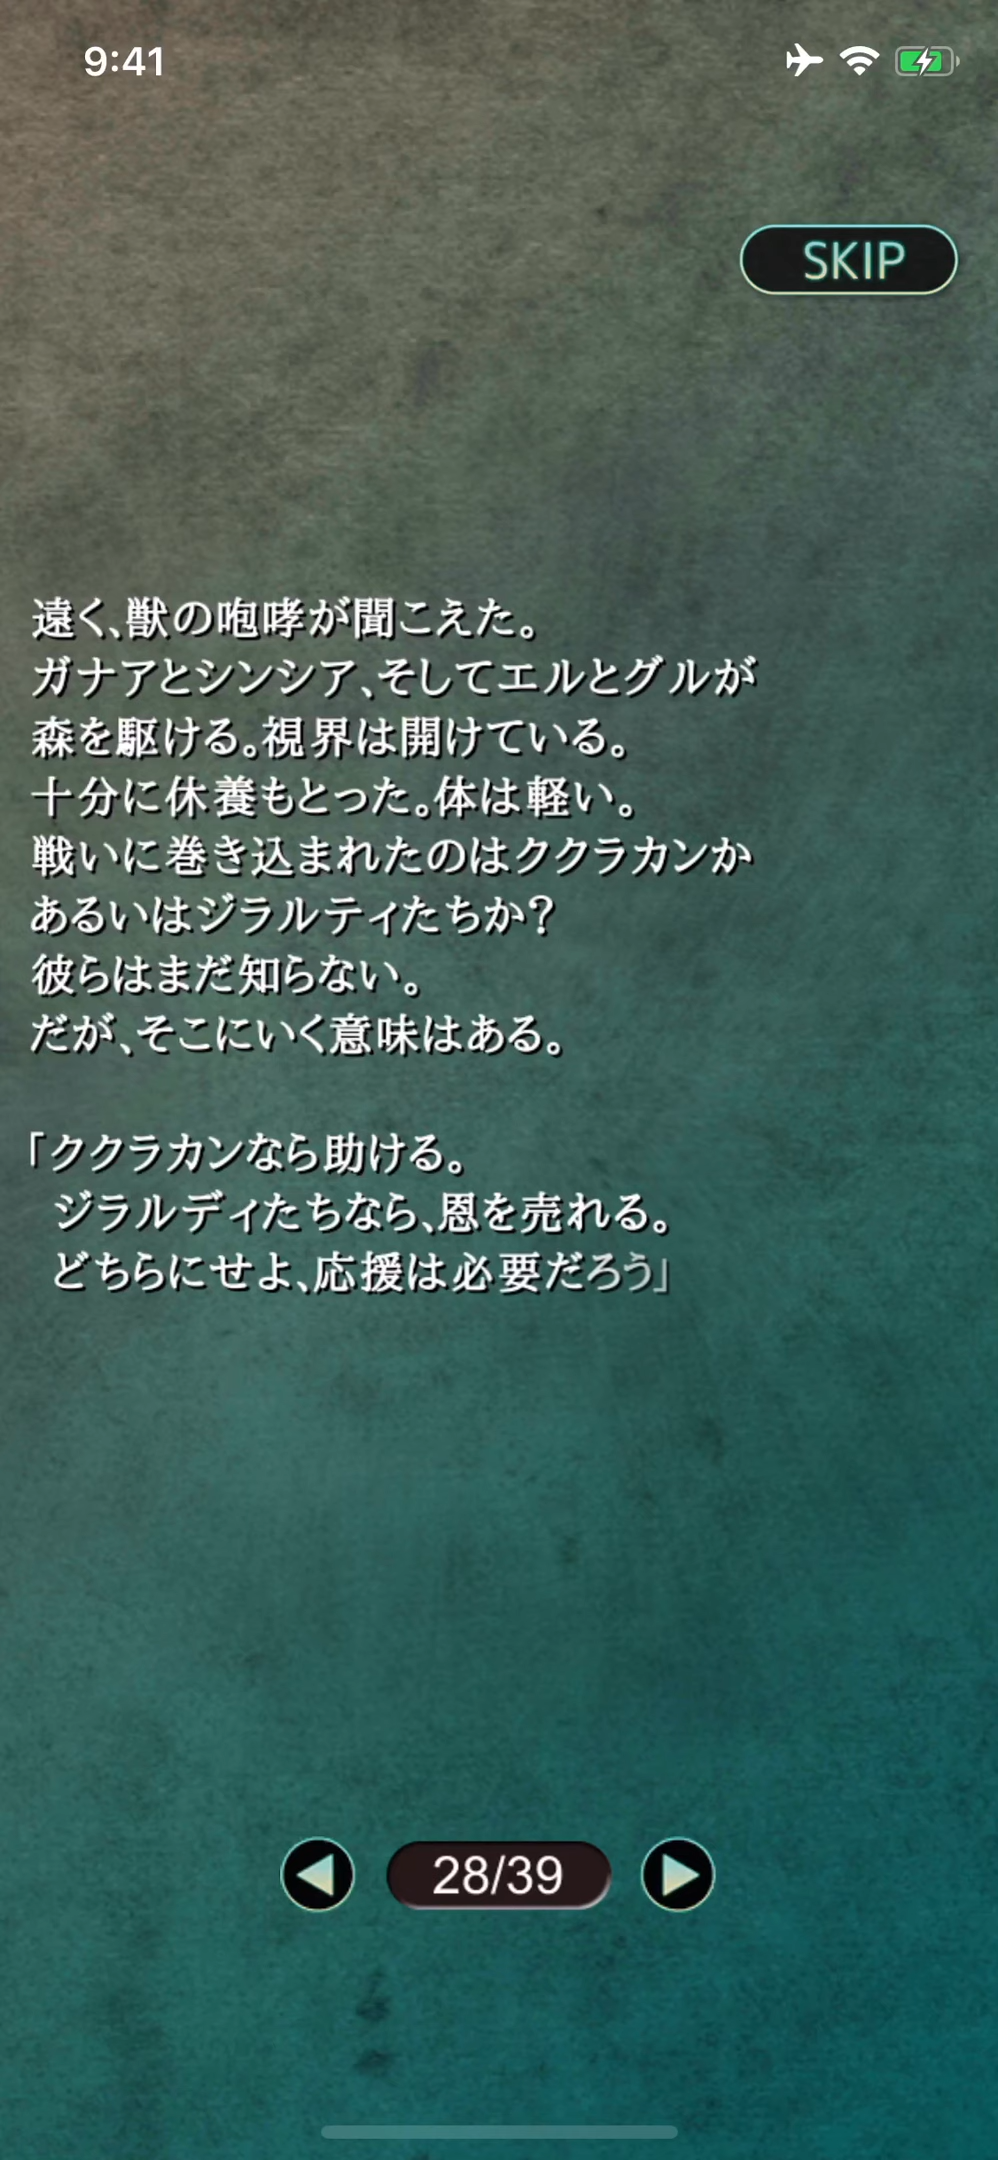 9:41
SKIP
遠く、獣の咆哮が聞こえた。
ガナアとシンシア、そしてエルとグルが
森を駆ける。視界は開けている。
十分に休養もとった。体は軽い。
戦いに巻き込まれたのはククラカンか
あるいはジラルティたちか？
彼らはまだ知らない。
だが、そこにいく意味はある。
「ククラカンなら助ける。
ジラルディたちなら、恩を売れる。
どちらにせよ、応援は必要だろう」
28/39